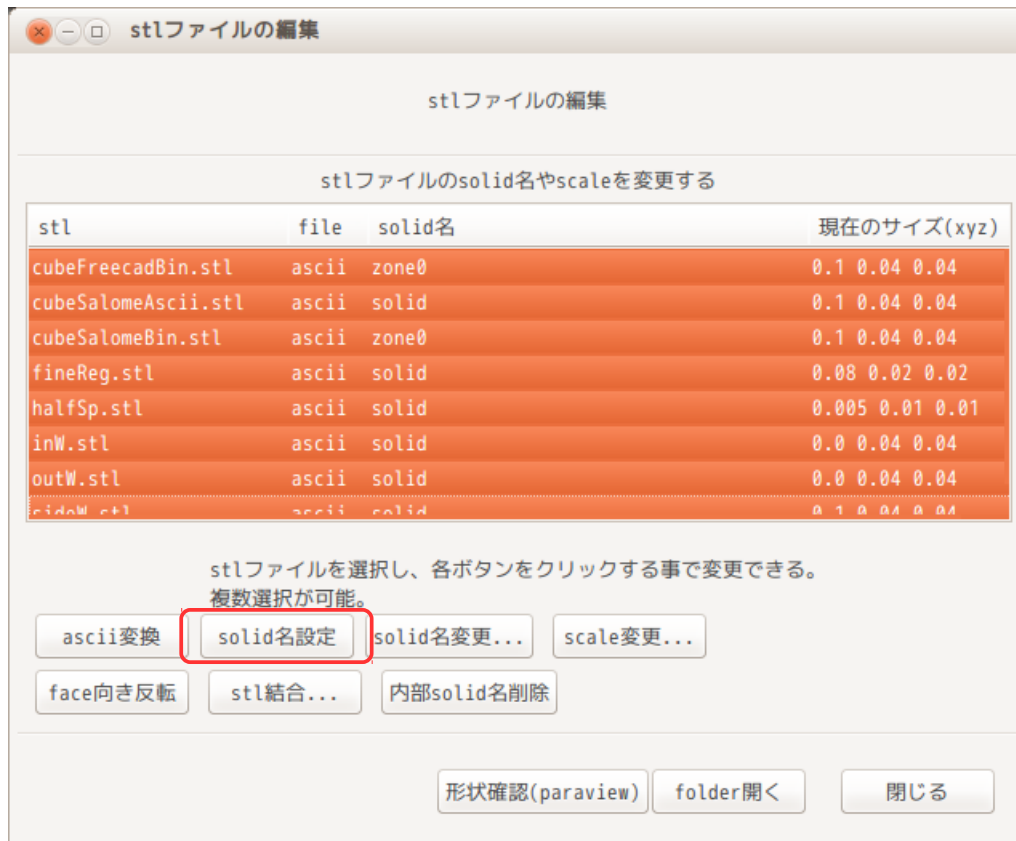 stlファイルの編集
stlファイルの編集
stlファイルのsolid名やscaleを変更する
stl file solid名 現在のサイズ(xyz)
cubeFreecadBin.stl ascii zone0 0.1 0.04 0.04
cubeSalomeAscii.stl ascii solid 0.1 0.04 0.04
cubeSalomeBin.stl ascii zone0 0.1 0.04 0.04
fineReg.stl ascii solid 0.08 0.02 0.02
halfSp.stl ascii solid 0.005 0.01 0.01
inW.stl ascii solid 0.0 0.04 0.04
outW.stl ascii solid 0.0 0.04 0.04
sideW.stl ascii solid 0.1 0.04 0.04
stlファイルを選択し、各ボタンをクリックする事で変更できる。
複数選択が可能。
ascii変換 solid名設定 solid名変更... scale変更...
face向き反転 stl結合... 内部solid名削除
形状確認(paraview) folder開く 閉じる